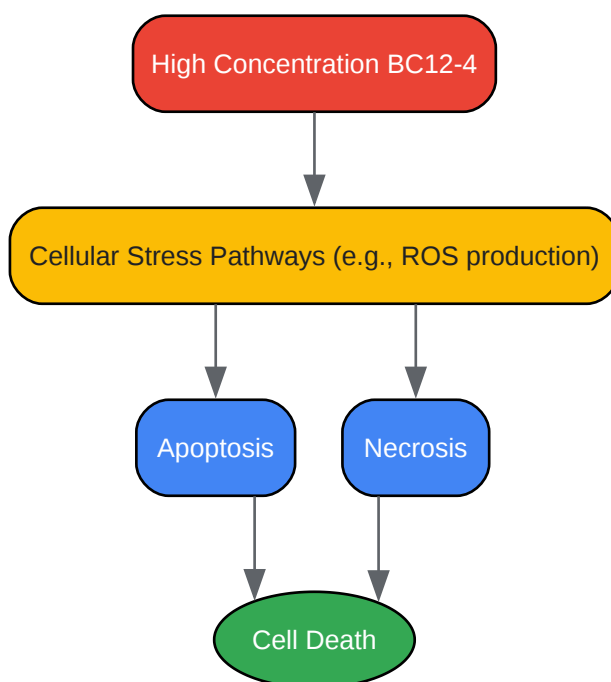 High Concentration BC12-4
Cellular Stress Pathways (e.g., ROS production)
Apoptosis
Necrosis
Cell Death